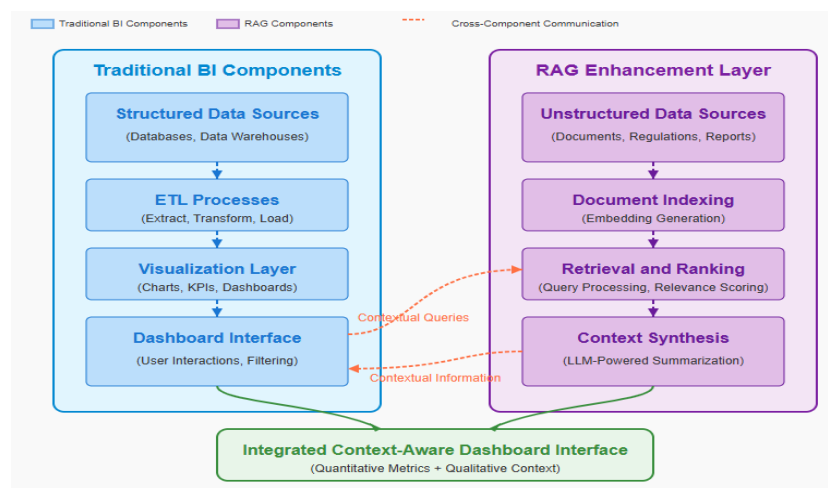 Traditional BI Components
RAG Components
Cross-Component Communication
Traditional BI Components
Structured Data Sources
(Databases, Data Warehouses)
ETL Processes
(Extract, Transform, Load)
Visualization Layer
(Charts, KPIs, Dashboards)
Dashboard Interface
(User Interactions, Filtering)
Contextual Queries
Contextual Information
RAG Enhancement Layer
Unstructured Data Sources
(Documents, Regulations, Reports)
Document Indexing
(Embedding Generation)
Retrieval and Ranking
(Query Processing, Relevance Scoring)
Context Synthesis
(LLM-Powered Summarization)
Integrated Context-Aware Dashboard Interface
(Quantitative Metrics + Qualitative Context)